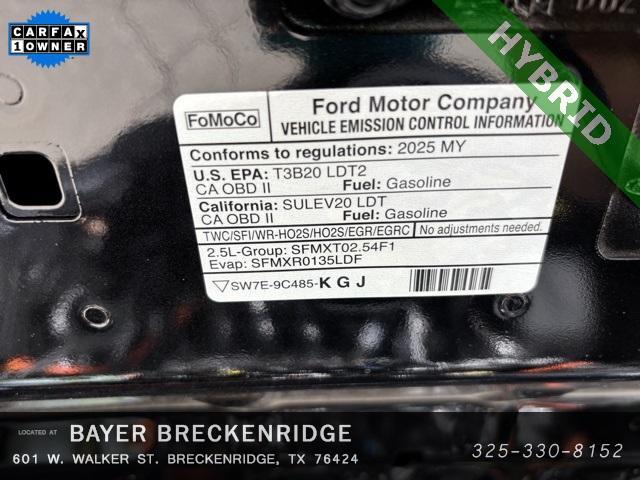 CARFAX
1 OWNER
HYBRID
FoMoCo
Ford Motor Company
VEHICLE EMISSION CONTROL INFORMATION
Conforms to regulations: 2025 MY
U.S. EPA: T3B20 LDT2
CA OBD II Fuel: Gasoline
California: SULEV20 LDT
CA OBD II Fuel: Gasoline
TWC/SFI/WR-HO2S/HO2S/EGR/EGRC No adjustments needed.
2.5L-Group: SFMXT02.54F1
Evap: SFMXR0135LDF
SW7E-9C485-KGJ
LOCATED AT BAYER BRECKENRIDGE
601 W. WALKER ST. BRECKENRIDGE, TX 76424
325-330-8152